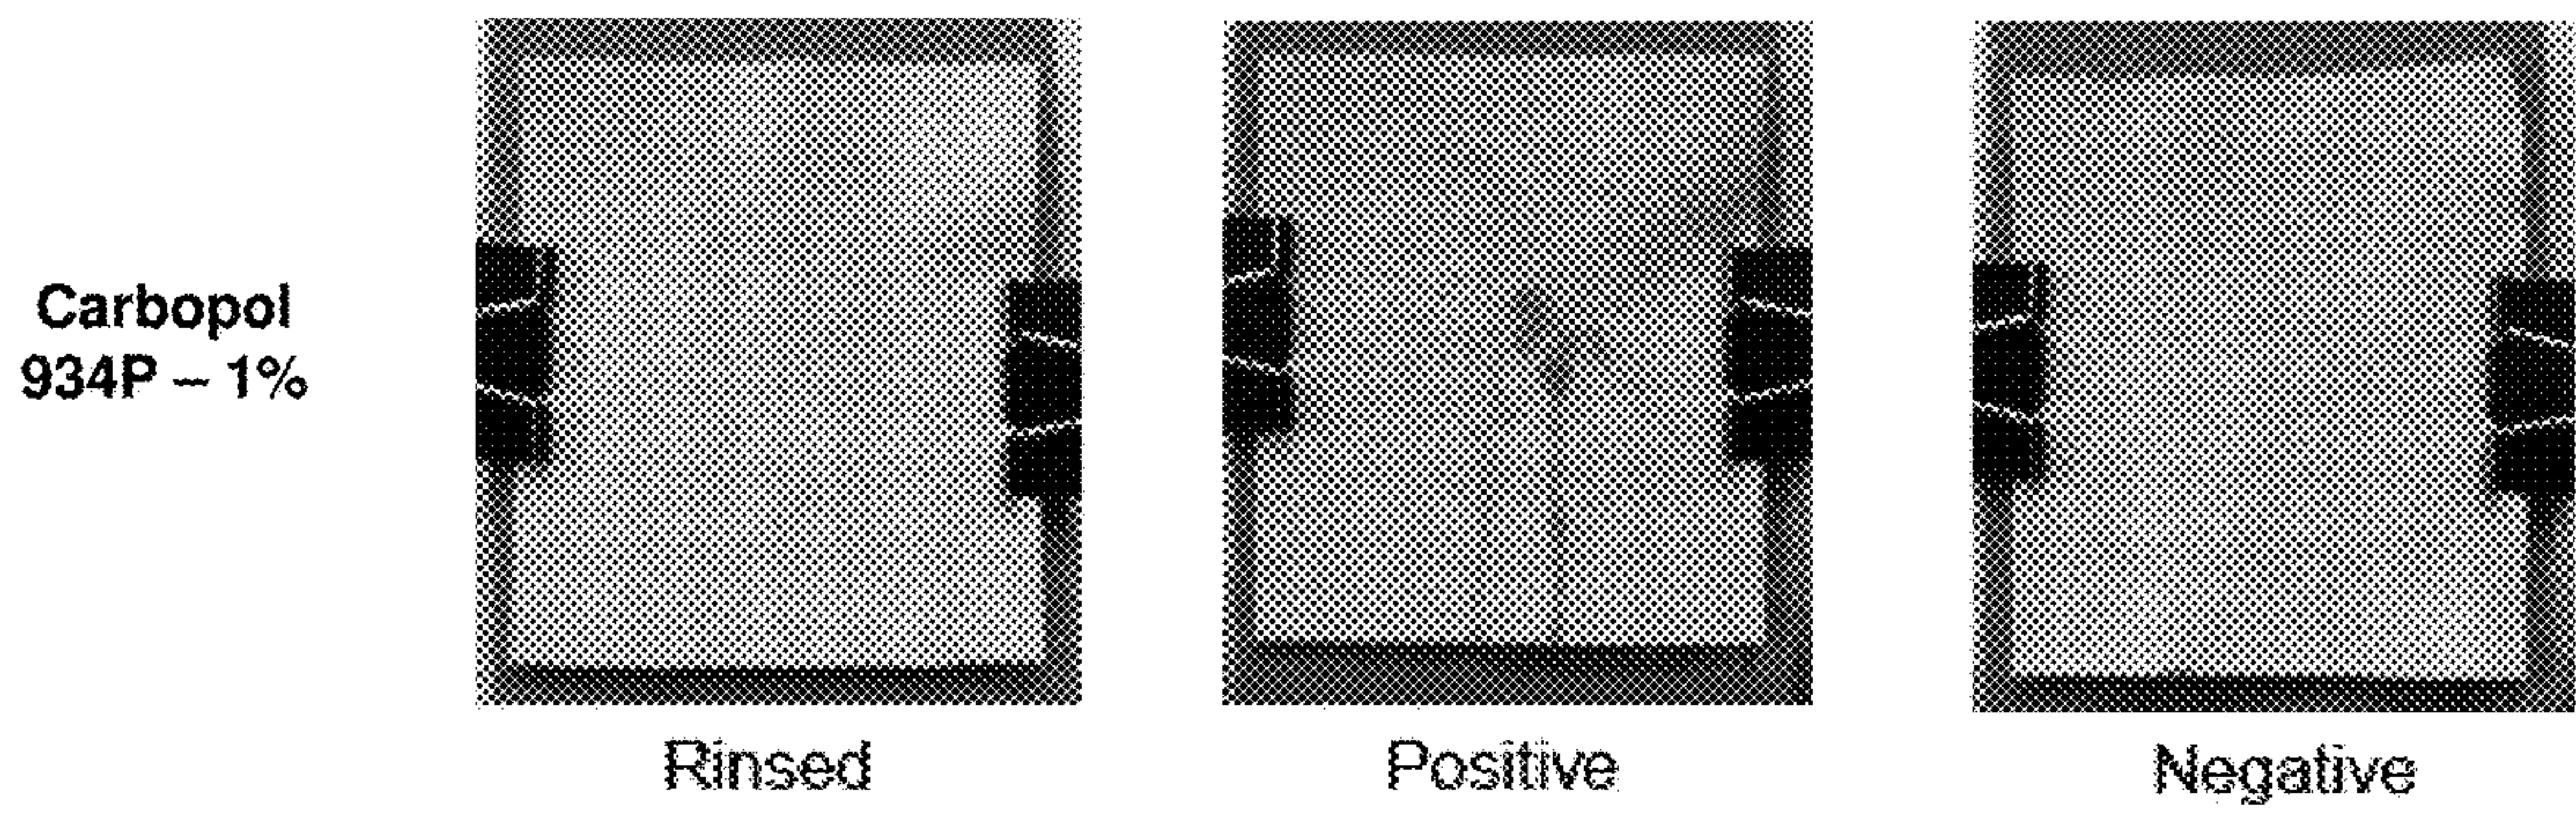 Carbopol
934P – 1%
Rinsed
Positive
Negative